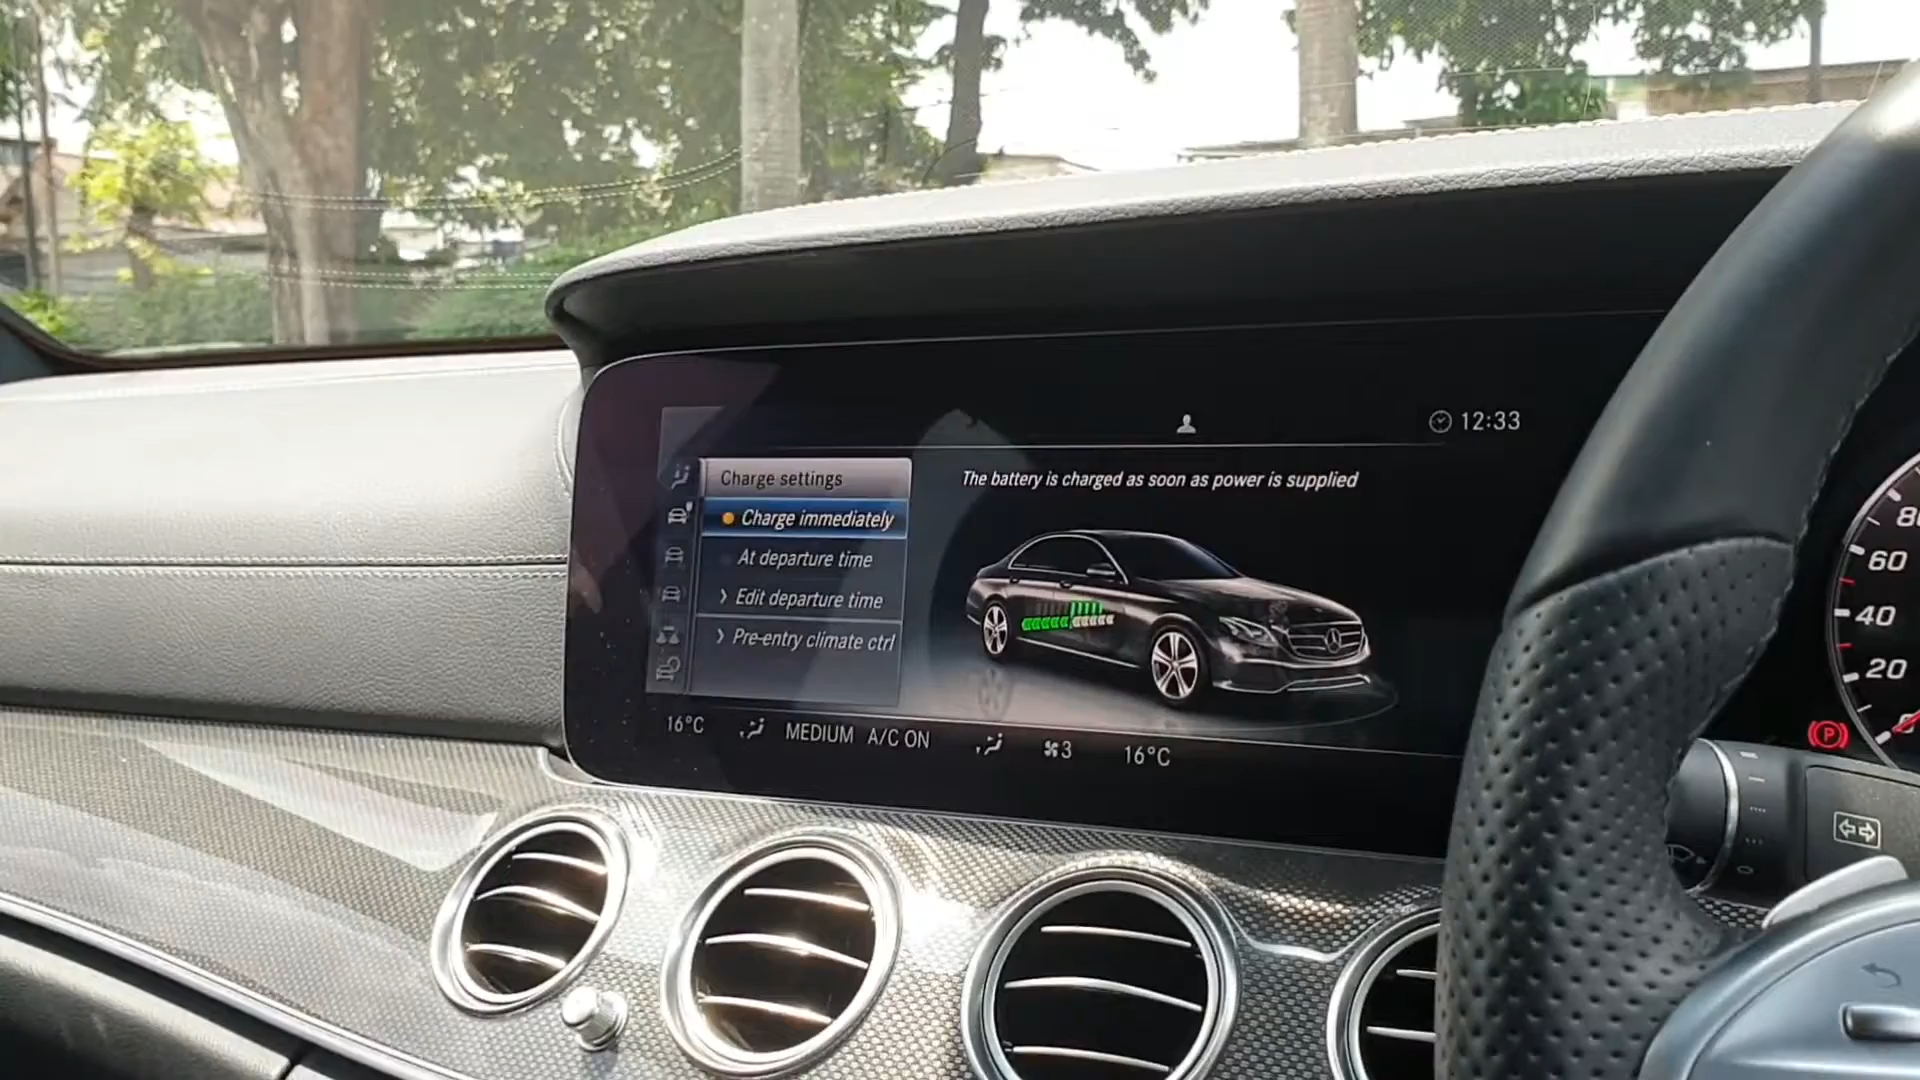 12:33
Charge settings
The battery is charged as soon as power is supplied
Charge immediately
At departure time
Edit departure time
Pre-entry climate ctrl
16°C MEDIUM A/C ON 3 16°C
60
40
20
P